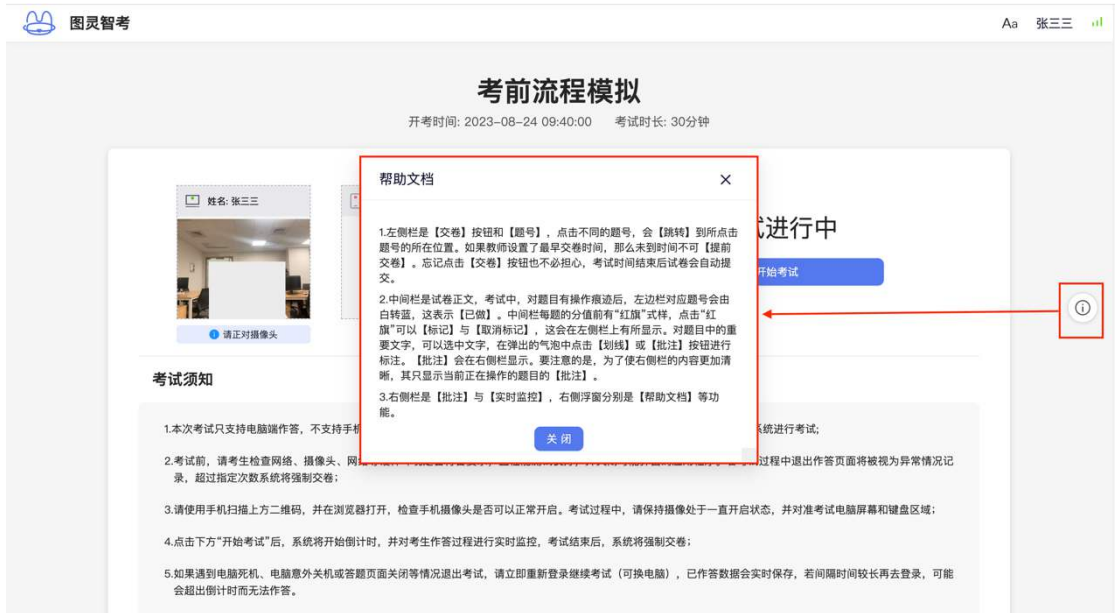 图灵智考
Aa 张三三
考前流程模拟
开考时间: 2023-08-24 09:40:00 考试时长: 30分钟
姓名: 张三三
请正对摄像头
帮助文档
1.左侧栏是【交卷】按钮和【题号】，点击不同的题号，会【跳转】到所点击
题号的所在位置。如果教师设置了最早交卷时间，那么未到时间不可【提前
交卷】。忘记点击【交卷】按钮也不必担心，考试时间结束后试卷会自动提
交。
2.中间栏是试卷正文，考试中，对题目有操作痕迹后，左边栏对应题号会由
白转蓝，这表示【已做】。中间栏每题的分值前有“红旗”式样，点击“红
旗”可以【标记】与【取消标记】，这会在左侧栏上有所显示。对题目中的重
要文字，可以选中文字，在弹出的气泡中点击【划线】或【批注】按钮进行
标注。【批注】会在右侧栏显示。要注意的是，为了使右侧栏的内容更加清
晰，其只显示当前正在操作的题目的【批注】。
3.右侧栏是【批注】与【实时监控】，右侧浮窗分别是【帮助文档】等功
能。
关闭
进行中
开始考试
考试须知
1.本次考试只支持电脑端作答，不支持手机 系统进行考试;
2.考试前，请考生检查网络、摄像头、网 过程中退出作答页面将被视为异常情况记
录，超过指定次数系统将强制交卷；
3.请使用手机扫描上方二维码，并在浏览器打开，检查手机摄像头是否可以正常开启。考试过程中，请保持摄像处于一直开启状态，并对准考试电脑屏幕和键盘区域；
4.点击下方“开始考试”后，系统将开始倒计时，并对考生作答过程进行实时监控，考试结束后，系统将强制交卷；
5.如果遇到电脑死机、电脑意外关机或答题页面关闭等情况退出考试，请立即重新登录继续考试（可换电脑），已作答数据会实时保存，若间隔时间较长再去登录，可能
会超出倒计时而无法作答。